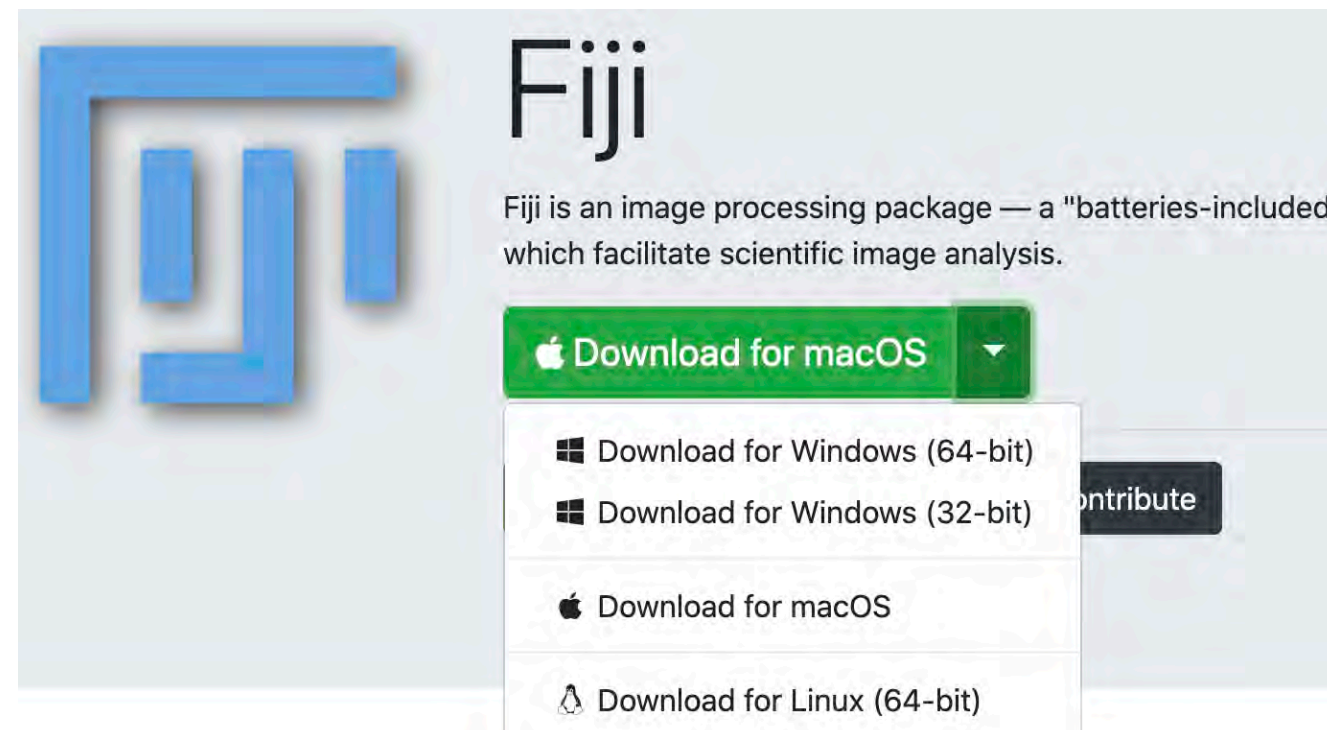 Fiji
Fiji is an image processing package — a "batteries-included
which facilitate scientific image analysis.
Download for macOS
Download for Windows (64-bit)
Download for Windows (32-bit)
ontribute
Download for macOS
Download for Linux (64-bit)